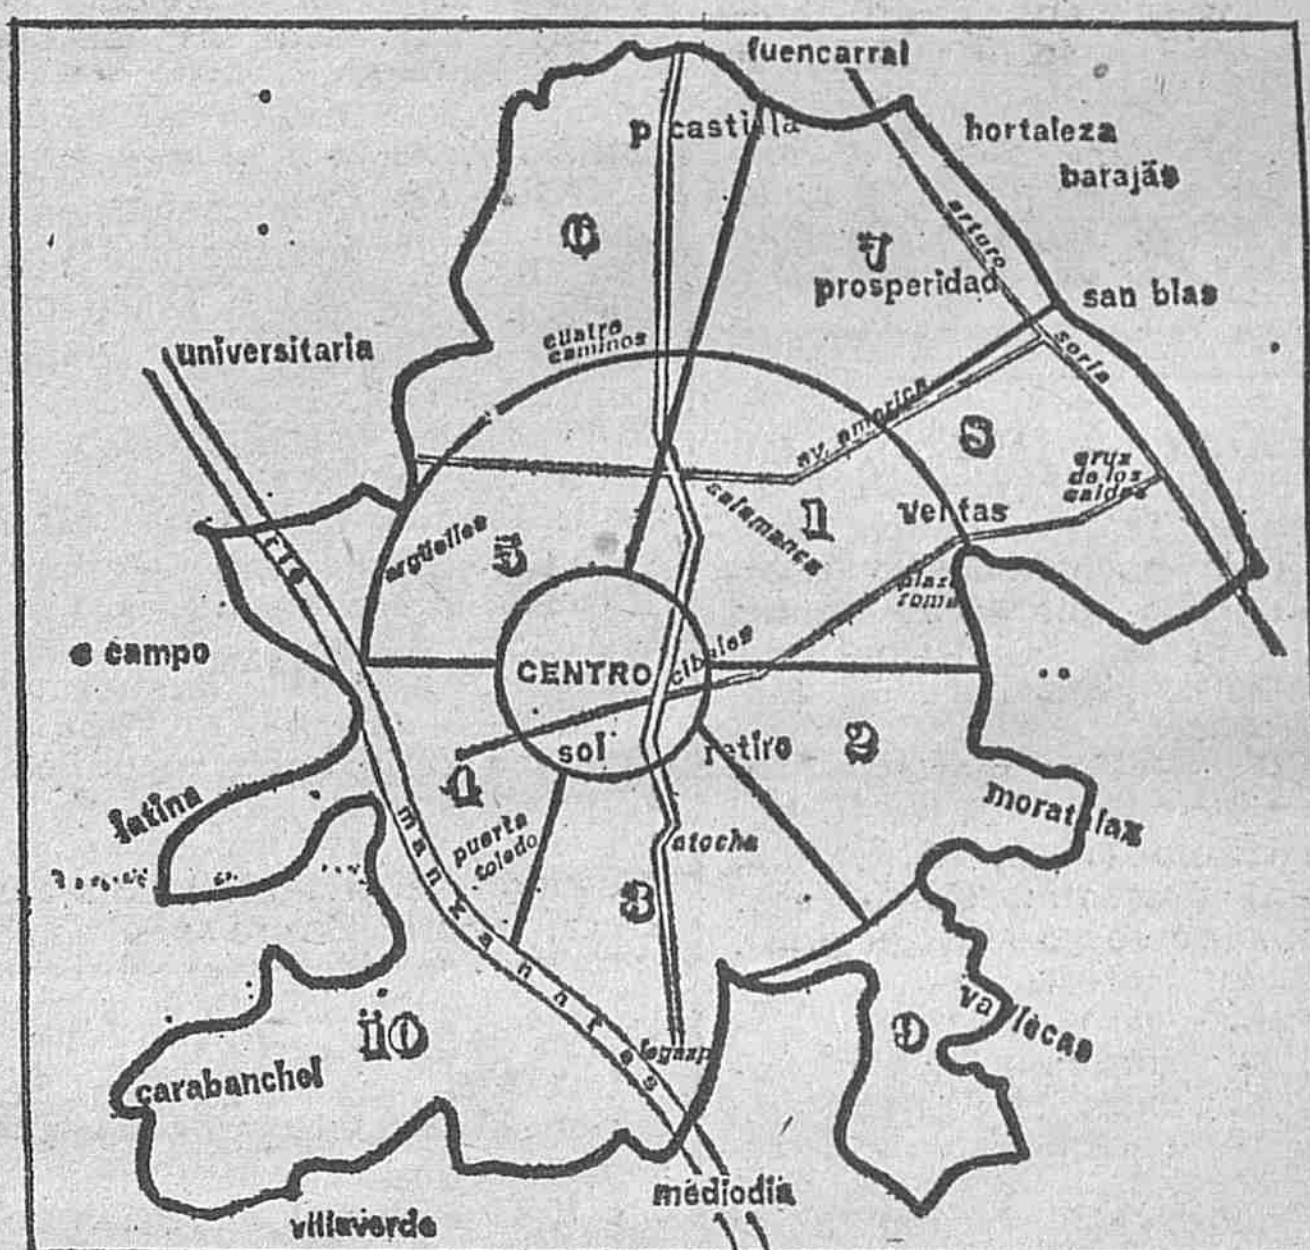 fuencarral
p castilla
hortaleza
barajas
6
7
arturo
prosperidad
san blas
cuatro
caminos
universitaria
soria
av. america
8
cruz
de los
caidos
salamanca
1
ventas
argüelles
5
rio
plaza
roma
c campo
CENTRO
cibeles
sol
retiro
2
4
latina
puerta
toledo
moratalaz
atocha
manzanares
3
vallecas
10
9
legazpi
carabanchel
mediodia
villaverde